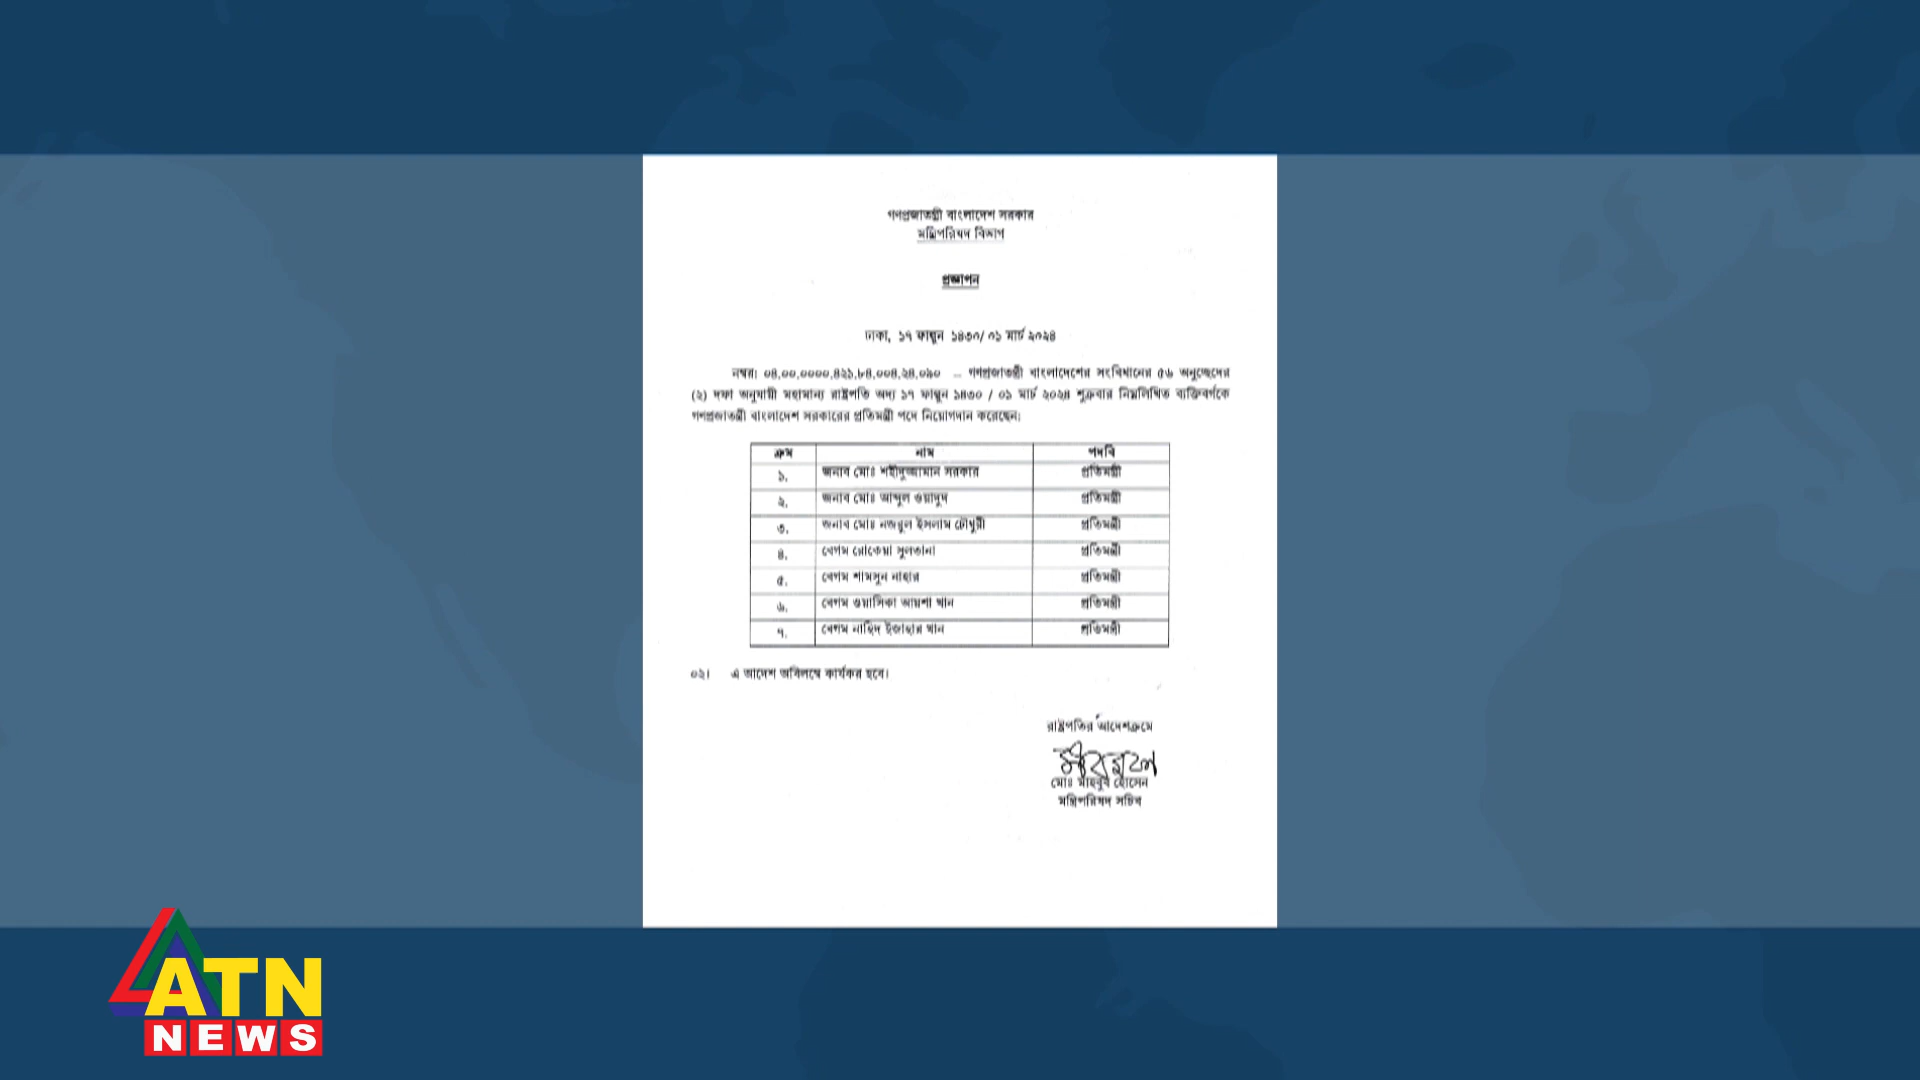 গণপ্রজাতন্ত্রী বাংলাদেশ সরকার
মন্ত্রিপরিষদ বিভাগ
প্রজ্ঞাপন
ঢাকা, ১৭ ফাল্গুন ১৪৩০/ ০১ মার্চ ২০২৪
নম্বর: ০৪.০০.০০০০.৪২১.৮৪.০০৪.২৪.০৯০ – গণপ্রজাতন্ত্রী বাংলাদেশের সংবিধানের ৫৬ অনুচ্ছেদের
(২) দফা অনুযায়ী মহামান্য রাষ্ট্রপতি অদ্য ১৭ ফাল্গুন ১৪৩০ / ০১ মার্চ ২০২৪ শুক্রবার নিম্নলিখিত ব্যক্তিবর্গকে
গণপ্রজাতন্ত্রী বাংলাদেশ সরকারের প্রতিমন্ত্রী পদে নিয়োগদান করেছেন:
ক্রম নাম পদবি
১. জনাব মোঃ শহীদুজ্জামান সরকার প্রতিমন্ত্রী
২. জনাব মোঃ আব্দুল ওয়াদুদ প্রতিমন্ত্রী
৩. জনাব মোঃ নজরুল ইসলাম চৌধুরী প্রতিমন্ত্রী
৪. বেগম রোকেয়া সুলতানা প্রতিমন্ত্রী
৫. বেগম শামসুন নাহার প্রতিমন্ত্রী
৬. বেগম ওয়াসিকা আয়শা খান প্রতিমন্ত্রী
৭. বেগম নাহিদ ইজাহার খান প্রতিমন্ত্রী
০২। এ আদেশ অবিলম্বে কার্যকর হবে।
রাষ্ট্রপতির আদেশক্রমে
মোঃ মাহবুব হোসেন
মন্ত্রিপরিষদ সচিব
ATN
NEWS